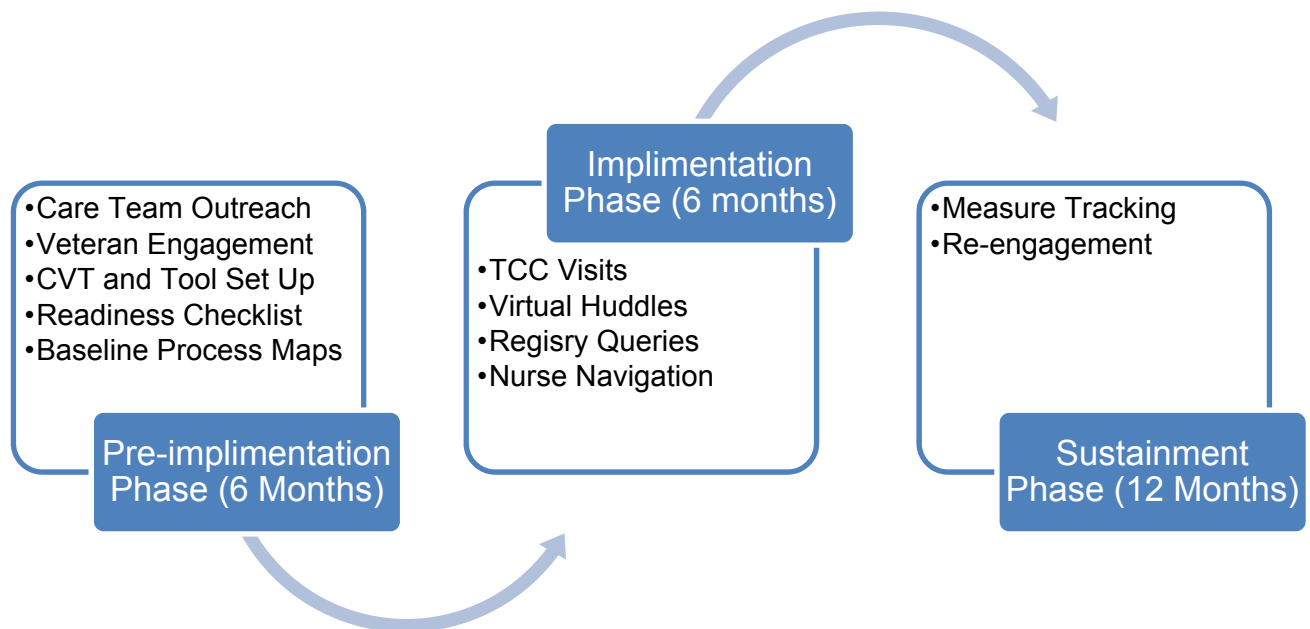 •Care Team Outreach
•Veteran Engagement
•CVT and Tool Set Up
•Readiness Checklist
•Baseline Process Maps
Pre-implimentation
Phase (6 Months)
Implimentation
Phase (6 months)
•TCC Visits
•Virtual Huddles
•Regisry Queries
•Nurse Navigation
•Measure Tracking
•Re-engagement
Sustainment
Phase (12 Months)